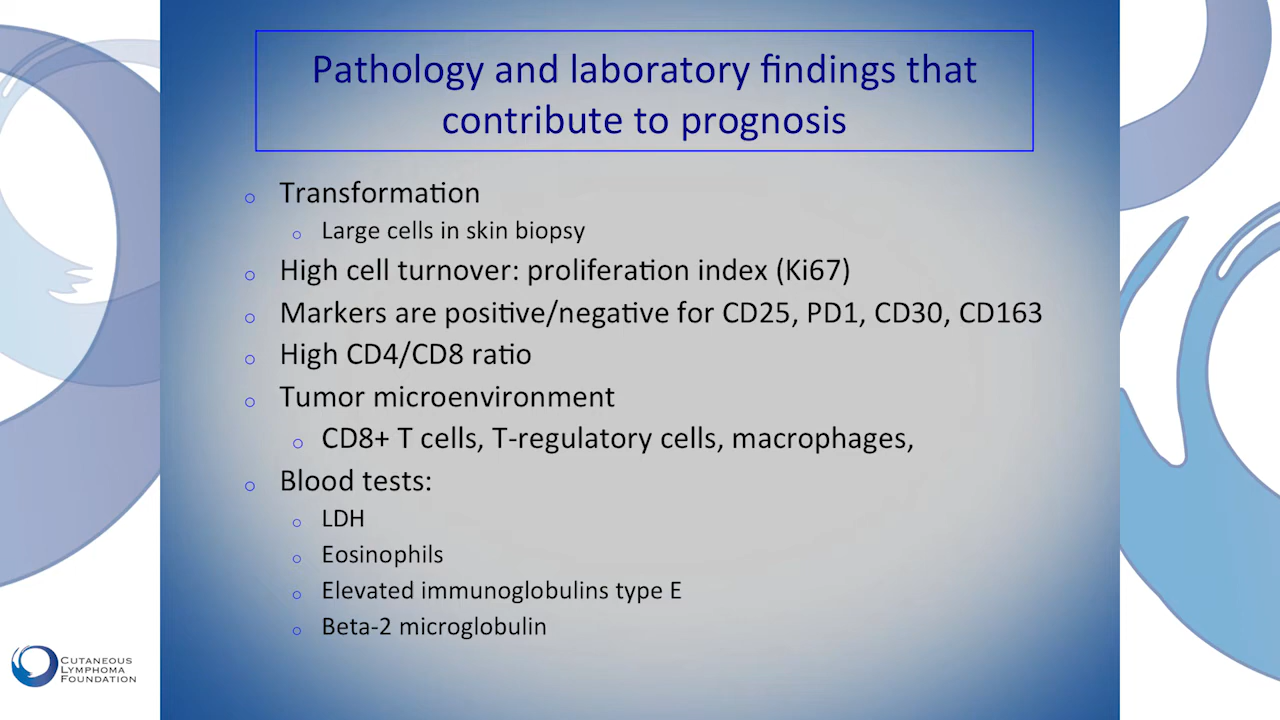 Pathology and laboratory findings that
contribute to prognosis
Transformation
Large cells in skin biopsy
High cell turnover: proliferation index (Ki67)
Markers are positive/negative for CD25, PD1, CD30, CD163
High CD4/CD8 ratio
Tumor microenvironment
CD8+ T cells, T-regulatory cells, macrophages,
Blood tests:
LDH
Eosinophils
Elevated immunoglobulins type E
Beta-2 microglobulin
CUTANEOUS
LYMPHOMA
FOUNDATION